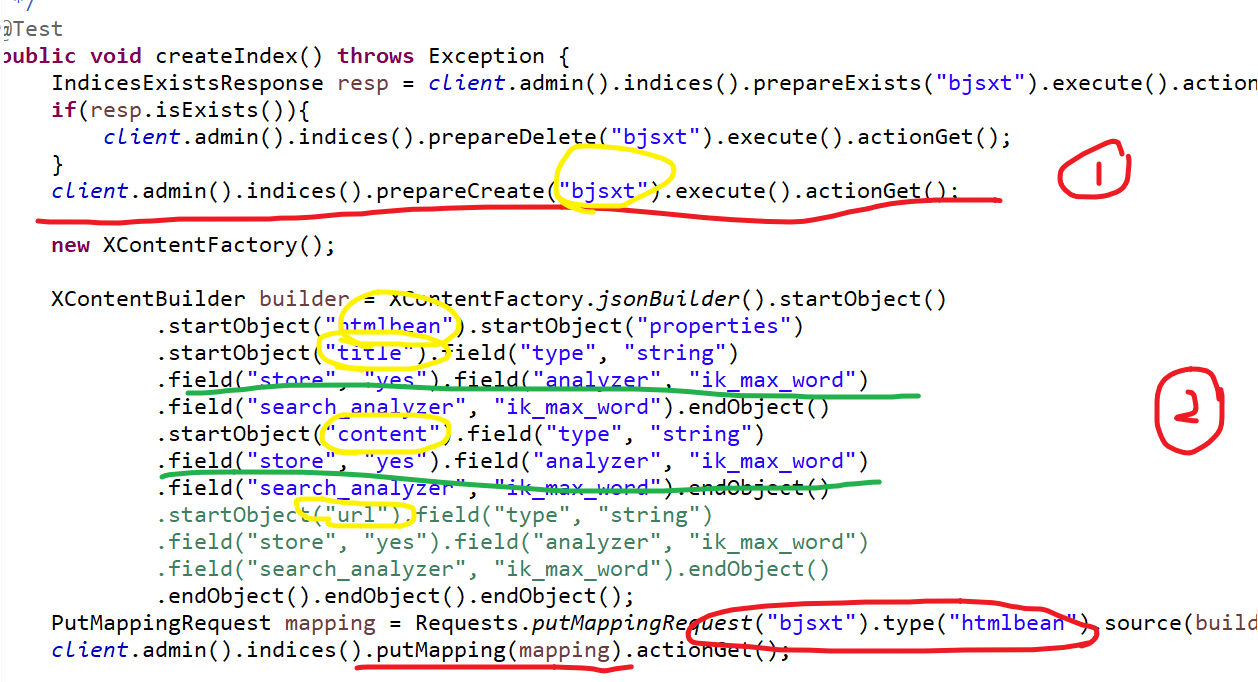 */
@Test
public void createIndex() throws Exception {
IndicesExistsResponse resp = client.admin().indices().prepareExists("bjsxt").execute().action
if(resp.isExists()){
client.admin().indices().prepareDelete("bjsxt").execute().actionGet();
}
client.admin().indices().prepareCreate("bjsxt").execute().actionGet();
1
new XContentFactory();
XContentBuilder builder = XContentFactory.jsonBuilder().startObject()
.startObject("htmlbean").startObject("properties")
.startObject("title").field("type", "string")
.field("store", "yes").field("analyzer", "ik_max_word")
.field("search_analyzer", "ik_max_word").endObject()
2
.startObject("content").field("type", "string")
.field("store", "yes").field("analyzer", "ik_max_word")
.field("search_analyzer", "ik_max_word").endObject()
.startObject("url").field("type", "string")
.field("store", "yes").field("analyzer", "ik_max_word")
.field("search_analyzer", "ik_max_word").endObject()
.endObject().endObject().endObject();
PutMappingRequest mapping = Requests.putMappingRequest("bjsxt").type("htmlbean").source(build
client.admin().indices().putMapping(mapping).actionGet();